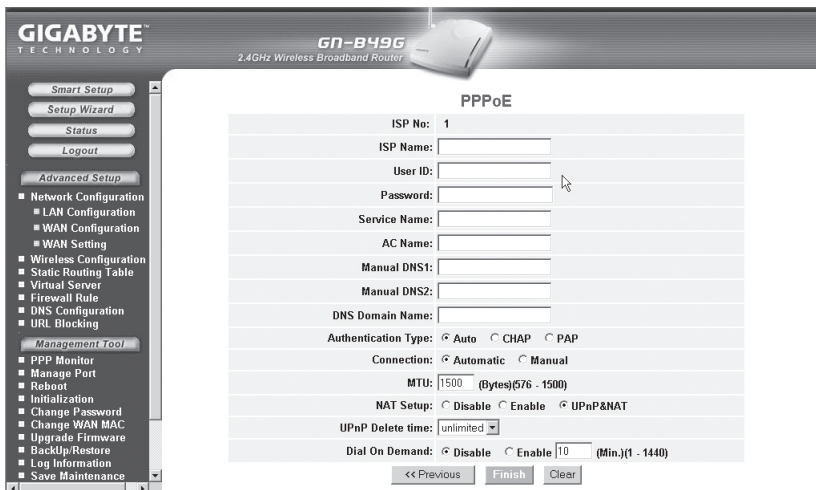 GIGABYTE™
TECHNOLOGY
GN-B49G
2.4GHz Wireless Broadband Router
Smart Setup
Setup Wizard
Status
Logout
Advanced Setup
Network Configuration
LAN Configuration
WAN Configuration
WAN Setting
Wireless Configuration
Static Routing Table
Virtual Server
Firewall Rule
DNS Configuration
URL Blocking
Management Tool
PPP Monitor
Manage Port
Reboot
Initialization
Change Password
Change WAN MAC
Upgrade Firmware
BackUp/Restore
Log Information
Save Maintenance
PPPoE
ISP No: 1
ISP Name:
User ID:
Password:
Service Name:
AC Name:
Manual DNS1:
Manual DNS2:
DNS Domain Name:
Authentication Type: Auto CHAP PAP
Connection: Automatic Manual
MTU: 1500 (Bytes)(576 - 1500)
NAT Setup: Disable Enable UPnP&NAT
UPnP Delete time: unlimited
Dial On Demand: Disable Enable 10 (Min.)(1 - 1440)
<< Previous Finish Clear